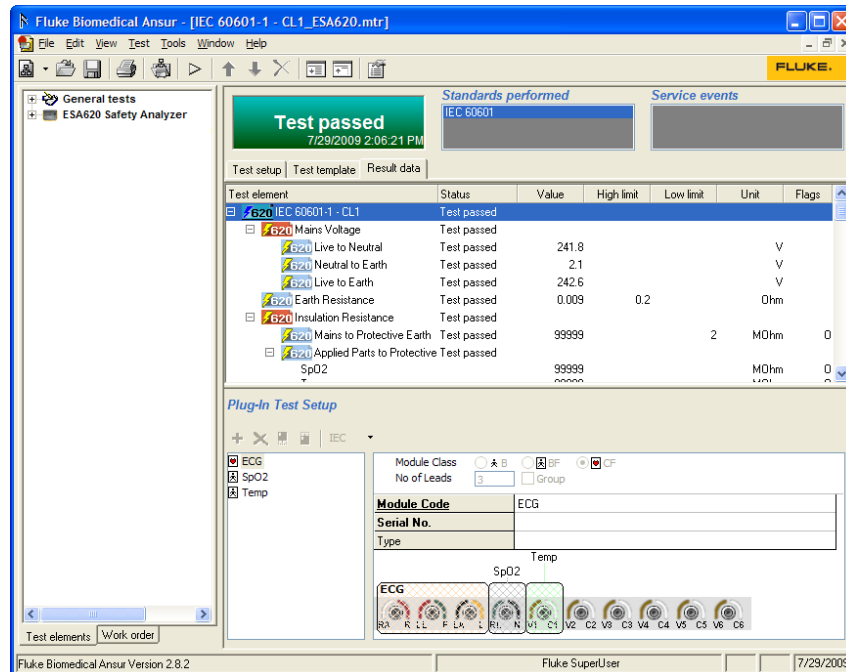 Fluke Biomedical Ansur - [IEC 60601-1 - CL1_ESA620.mtr]
File Edit View Test Tools Window Help
FLUKE.
General tests
ESA620 Safety Analyzer
Test passed
7/29/2009 2:06:21 PM
Standards performed
IEC 60601
Service events
Test setup Test template Result data
Test element Status Value High limit Low limit Unit Flags
620 IEC 60601-1 - CL1 Test passed
620 Mains Voltage Test passed
620 Live to Neutral Test passed 241.8 V
620 Neutral to Earth Test passed 2.1 V
620 Live to Earth Test passed 242.6 V
620 Earth Resistance Test passed 0.009 0.2 Ohm
620 Insulation Resistance Test passed
620 Mains to Protective Earth Test passed 99999 2 MOhm O
620 Applied Parts to Protective Test passed
SpO2 99999 MOhm O
Plug-In Test Setup
IEC
ECG
SpO2
Temp
Module Class B BF CF
No of Leads 3 Group
Module Code ECG
Serial No.
Type
Temp
SpO2
ECG
RA R LL F LA L RL N V1 C1 V2 C2 V3 C3 V4 C4 V5 C5 V6 C6
Test elements Work order
Fluke Biomedical Ansur Version 2.8.2 Fluke SuperUser 7/29/2009